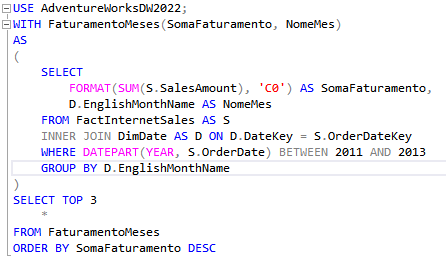 USE AdventureWorksDW2022;
WITH FaturamentoMeses(SomaFaturamento, NomeMes)
AS
(
    SELECT
        FORMAT(SUM(S.SalesAmount), 'C0') AS SomaFaturamento,
        D.EnglishMonthName AS NomeMes
    FROM FactInternetSales AS S
    INNER JOIN DimDate AS D ON D.DateKey = S.OrderDateKey
    WHERE DATEPART(YEAR, S.OrderDate) BETWEEN 2011 AND 2013
    GROUP BY D.EnglishMonthName
)
SELECT TOP 3
    *
FROM FaturamentoMeses
ORDER BY SomaFaturamento DESC